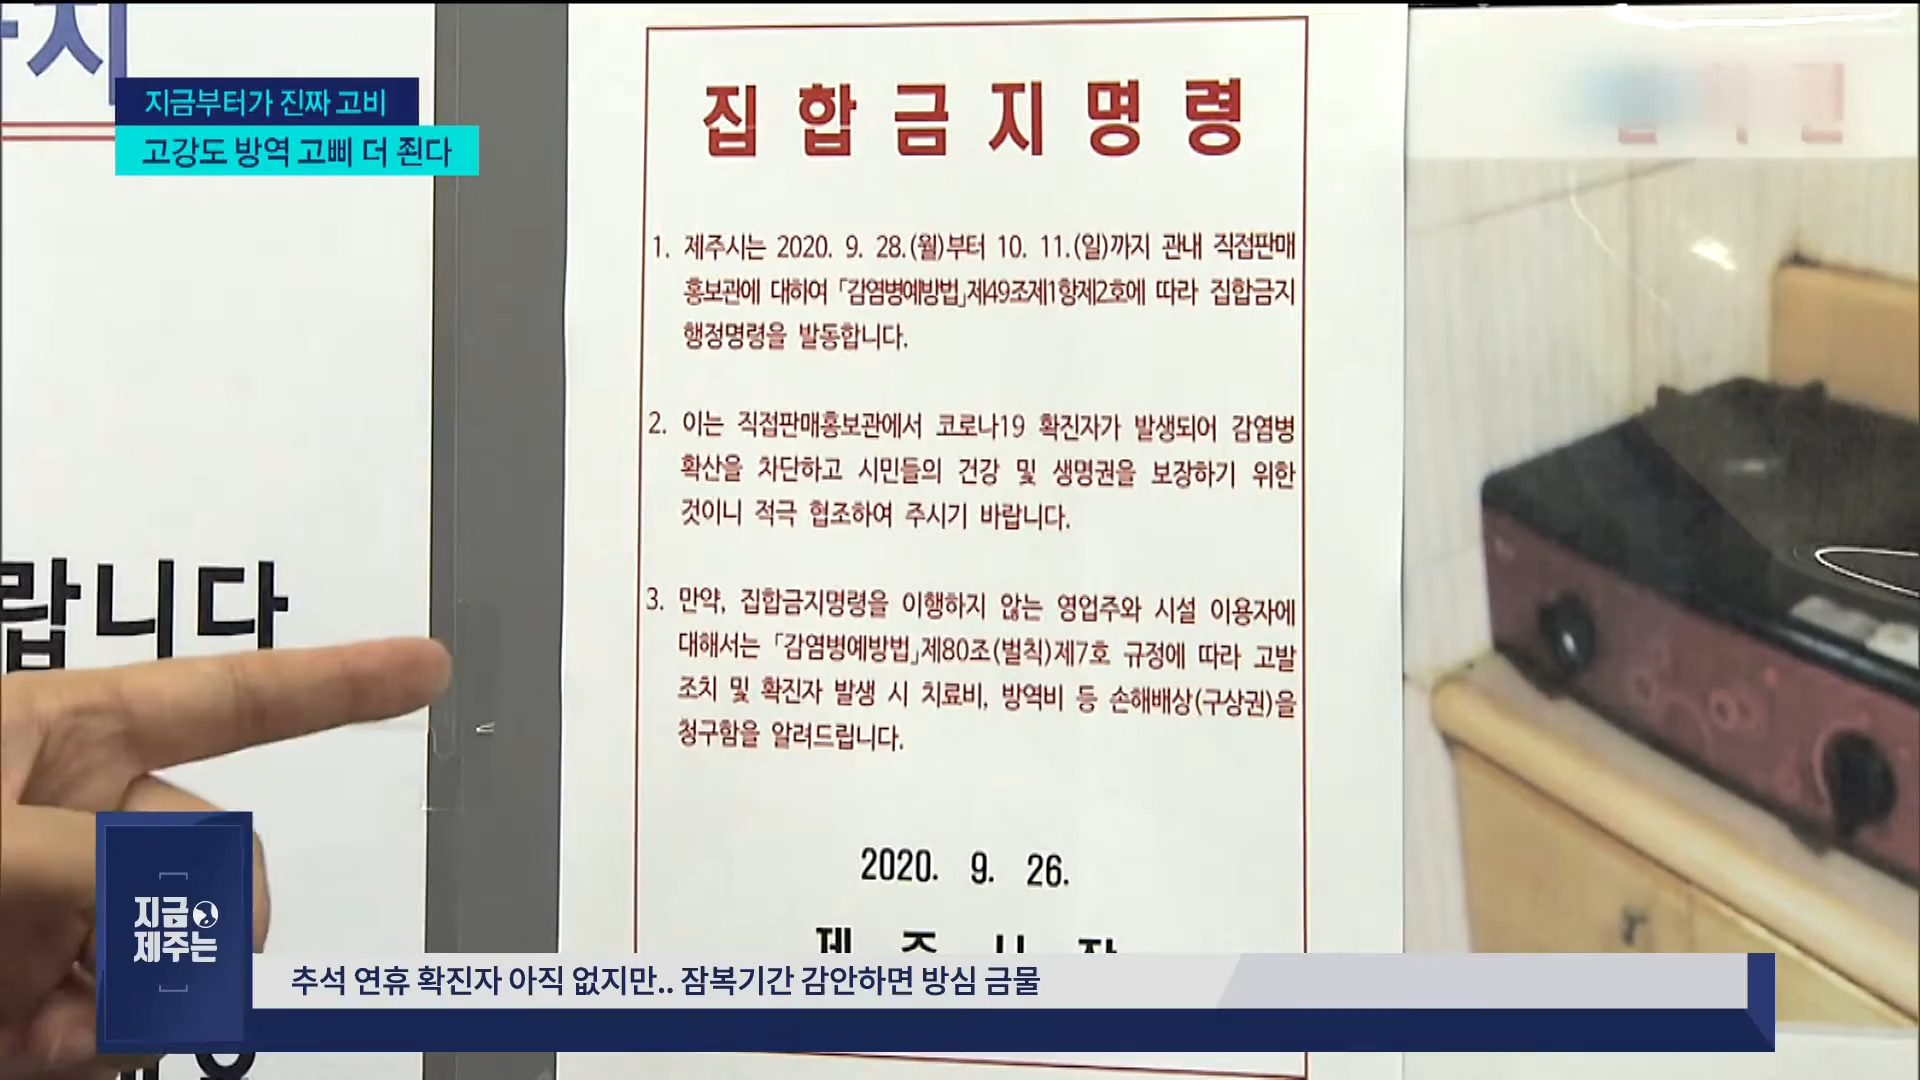 지금부터가 진짜 고비
고강도 방역 고삐 더 죈다
집합금지명령
1. 제주시는 2020. 9. 28.(월)부터 10. 11.(일)까지 관내 직접판매
홍보관에 대하여 「감염병예방법」제49조제1항제2호에 따라 집합금지
행정명령을 발동합니다.
2. 이는 직접판매홍보관에서 코로나19 확진자가 발생되어 감염병
확산을 차단하고 시민들의 건강 및 생명권을 보장하기 위한
것이니 적극 협조하여 주시기 바랍니다.
3. 만약, 집합금지명령을 이행하지 않는 영업주와 시설 이용자에
대해서는 「감염병예방법」제80조(벌칙)제7호 규정에 따라 고발
조치 및 확진자 발생 시 치료비, 방역비 등 손해배상(구상권)을
청구함을 알려드립니다.
2020. 9. 26.
제주시장
랍니다
지금
제주는
추석 연휴 확진자 아직 없지만.. 잠복기간 감안하면 방심 금물